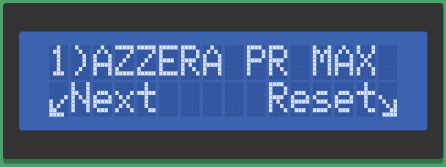 1)AZZERA PR MAX
↙Next     Reset↘